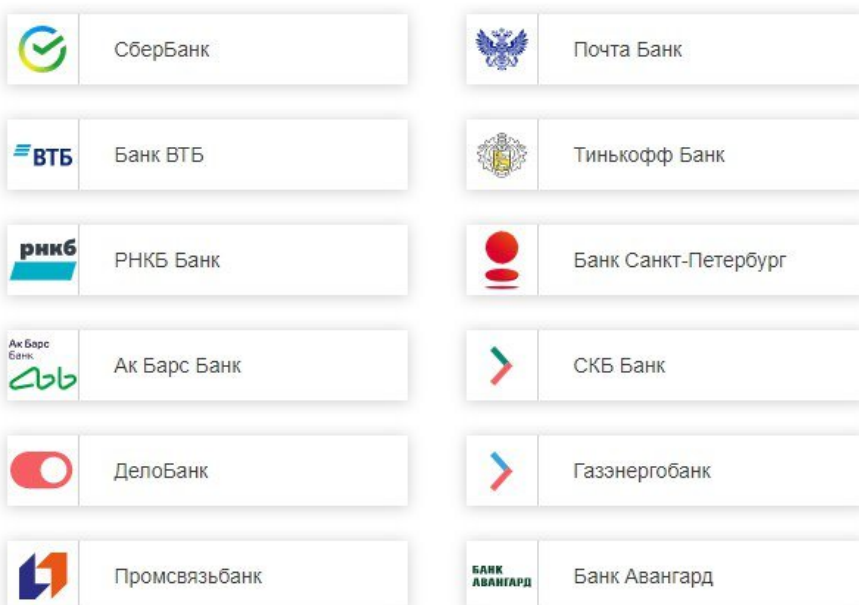 СберБанк
Почта Банк
ВТБ
Банк ВТБ
Тинькофф Банк
рнкб
РНКБ Банк
Банк Санкт-Петербург
Ак Барс
Банк
Ак Барс Банк
СКБ Банк
ДелоБанк
Газэнергобанк
Промсвязьбанк
БАНК
АВАНГАРД
Банк Авангард